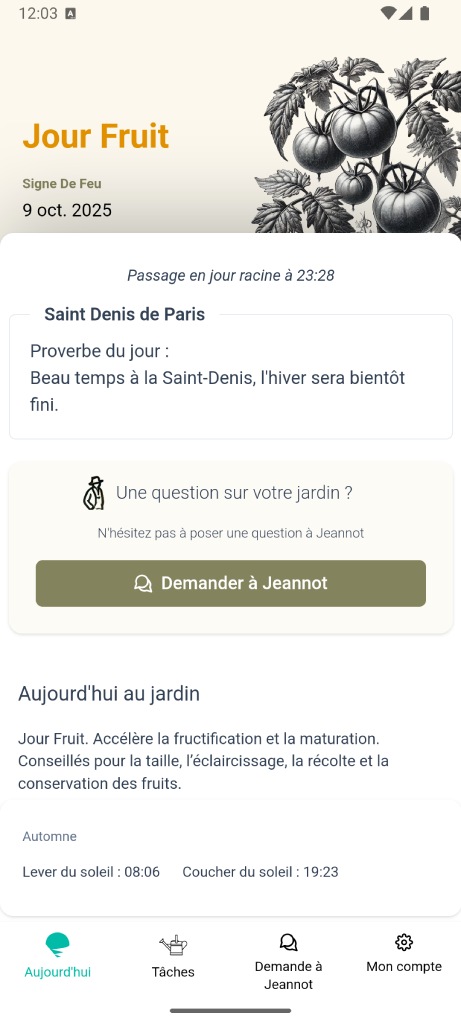 12:03 A
Jour Fruit
Signe De Feu
9 oct. 2025
Passage en jour racine à 23:28
Saint Denis de Paris
Proverbe du jour :
Beau temps à la Saint-Denis, l'hiver sera bientôt
fini.
Une question sur votre jardin ?
N'hésitez pas à poser une question à Jeannot
Demander à Jeannot
Aujourd'hui au jardin
Jour Fruit. Accélère la fructification et la maturation.
Conseillés pour la taille, l’éclaircissage, la récolte et la
conservation des fruits.
Automne
Lever du soleil : 08:06 Coucher du soleil : 19:23
Aujourd'hui
Tâches
Demande à
Jeannot
Mon compte